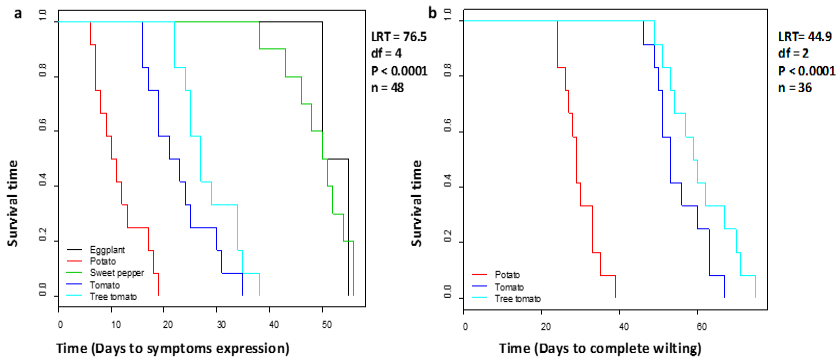 a
LRT = 76.5
df = 4
P < 0.0001
n = 48
Survival time
1.0
0.8
0.6
0.4
0.2
0.0
Eggplant
Potato
Sweet pepper
Tomato
Tree tomato
0 10 20 30 40 50
Time (Days to symptoms expression)
b
LRT= 44.9
df = 2
P < 0.0001
n = 36
Survival time
1.0
0.8
0.6
0.4
0.2
0.0
Potato
Tomato
Tree tomato
0 20 40 60
Time (Days to complete wilting)